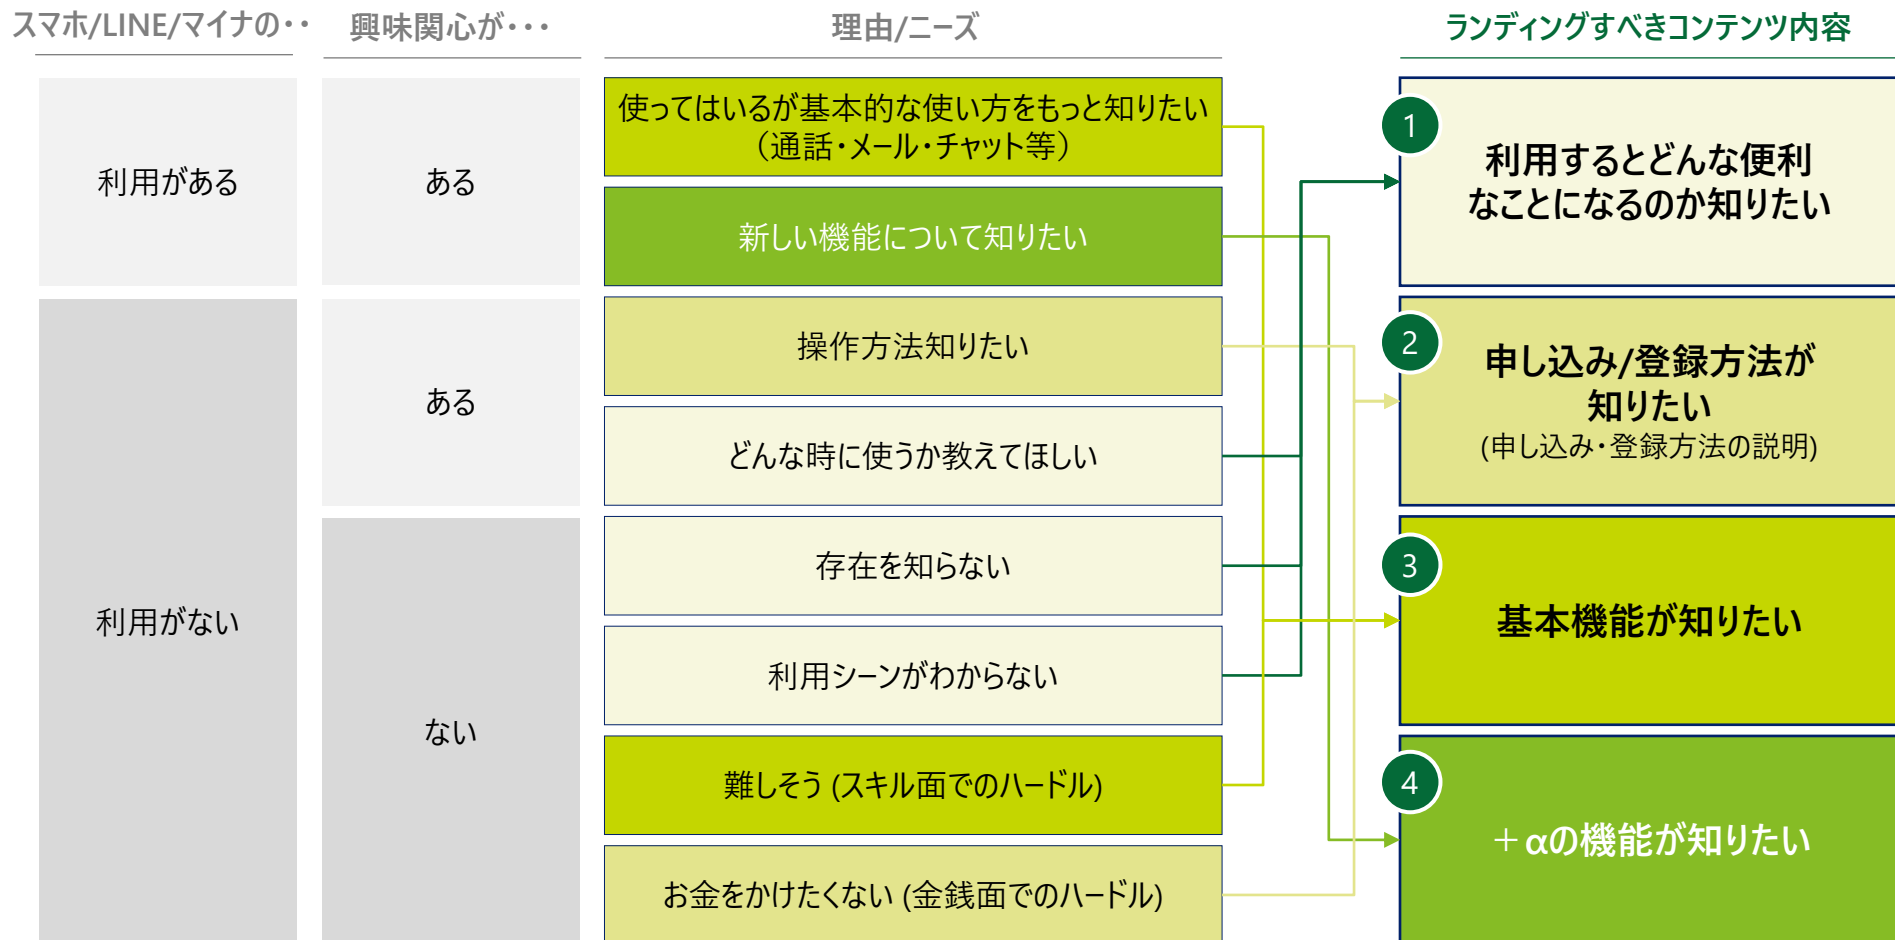 スマホ/LINE/マイナの・・
興味関心が・・・
理由/ニーズ
ランディングすべきコンテンツ内容
利用がある
ある
使ってはいるが基本的な使い方をもっと知りたい
（通話・メール・チャット等）
新しい機能について知りたい
1
利用するとどんな便利
なことになるのか知りたい
利用がない
ある
操作方法知りたい
どんな時に使うか教えてほしい
2
申し込み/登録方法が
知りたい
(申し込み・登録方法の説明)
ない
存在を知らない
利用シーンがわからない
難しそう (スキル面でのハードル)
お金をかけたくない (金銭面でのハードル)
3
基本機能が知りたい
4
＋αの機能が知りたい